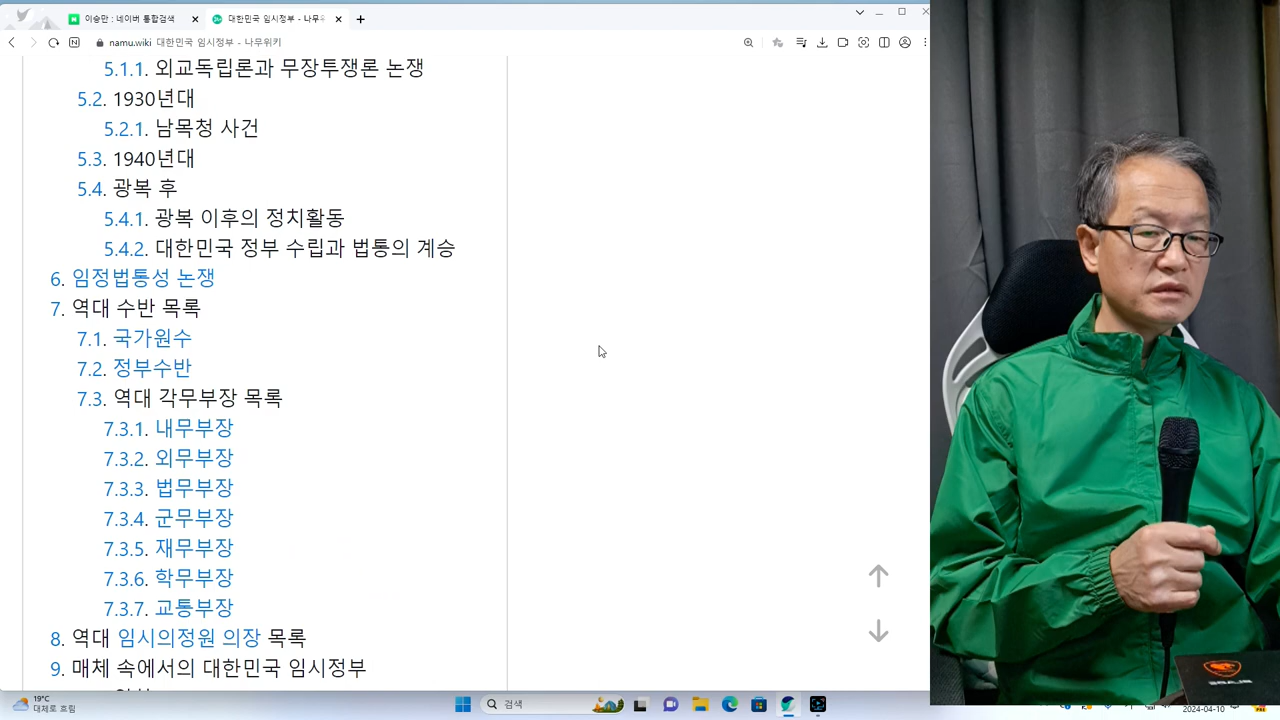 이승만 : 네이버 통합검색
대한민국 임시정부 - 나무위
namu.wiki 대한민국 임시정부 - 나무위키
5.1.1. 외교독립론과 무장투쟁론 논쟁
5.2. 1930년대
5.2.1. 남목청 사건
5.3. 1940년대
5.4. 광복 후
5.4.1. 광복 이후의 정치활동
5.4.2. 대한민국 정부 수립과 법통의 계승
6. 임정법통성 논쟁
7. 역대 수반 목록
7.1. 국가원수
7.2. 정부수반
7.3. 역대 각무부장 목록
7.3.1. 내무부장
7.3.2. 외무부장
7.3.3. 법무부장
7.3.4. 군무부장
7.3.5. 재무부장
7.3.6. 학무부장
7.3.7. 교통부장
8. 역대 임시의정원 의장 목록
9. 매체 속에서의 대한민국 임시정부
19°C
대체로 흐림
검색
2024-04-10